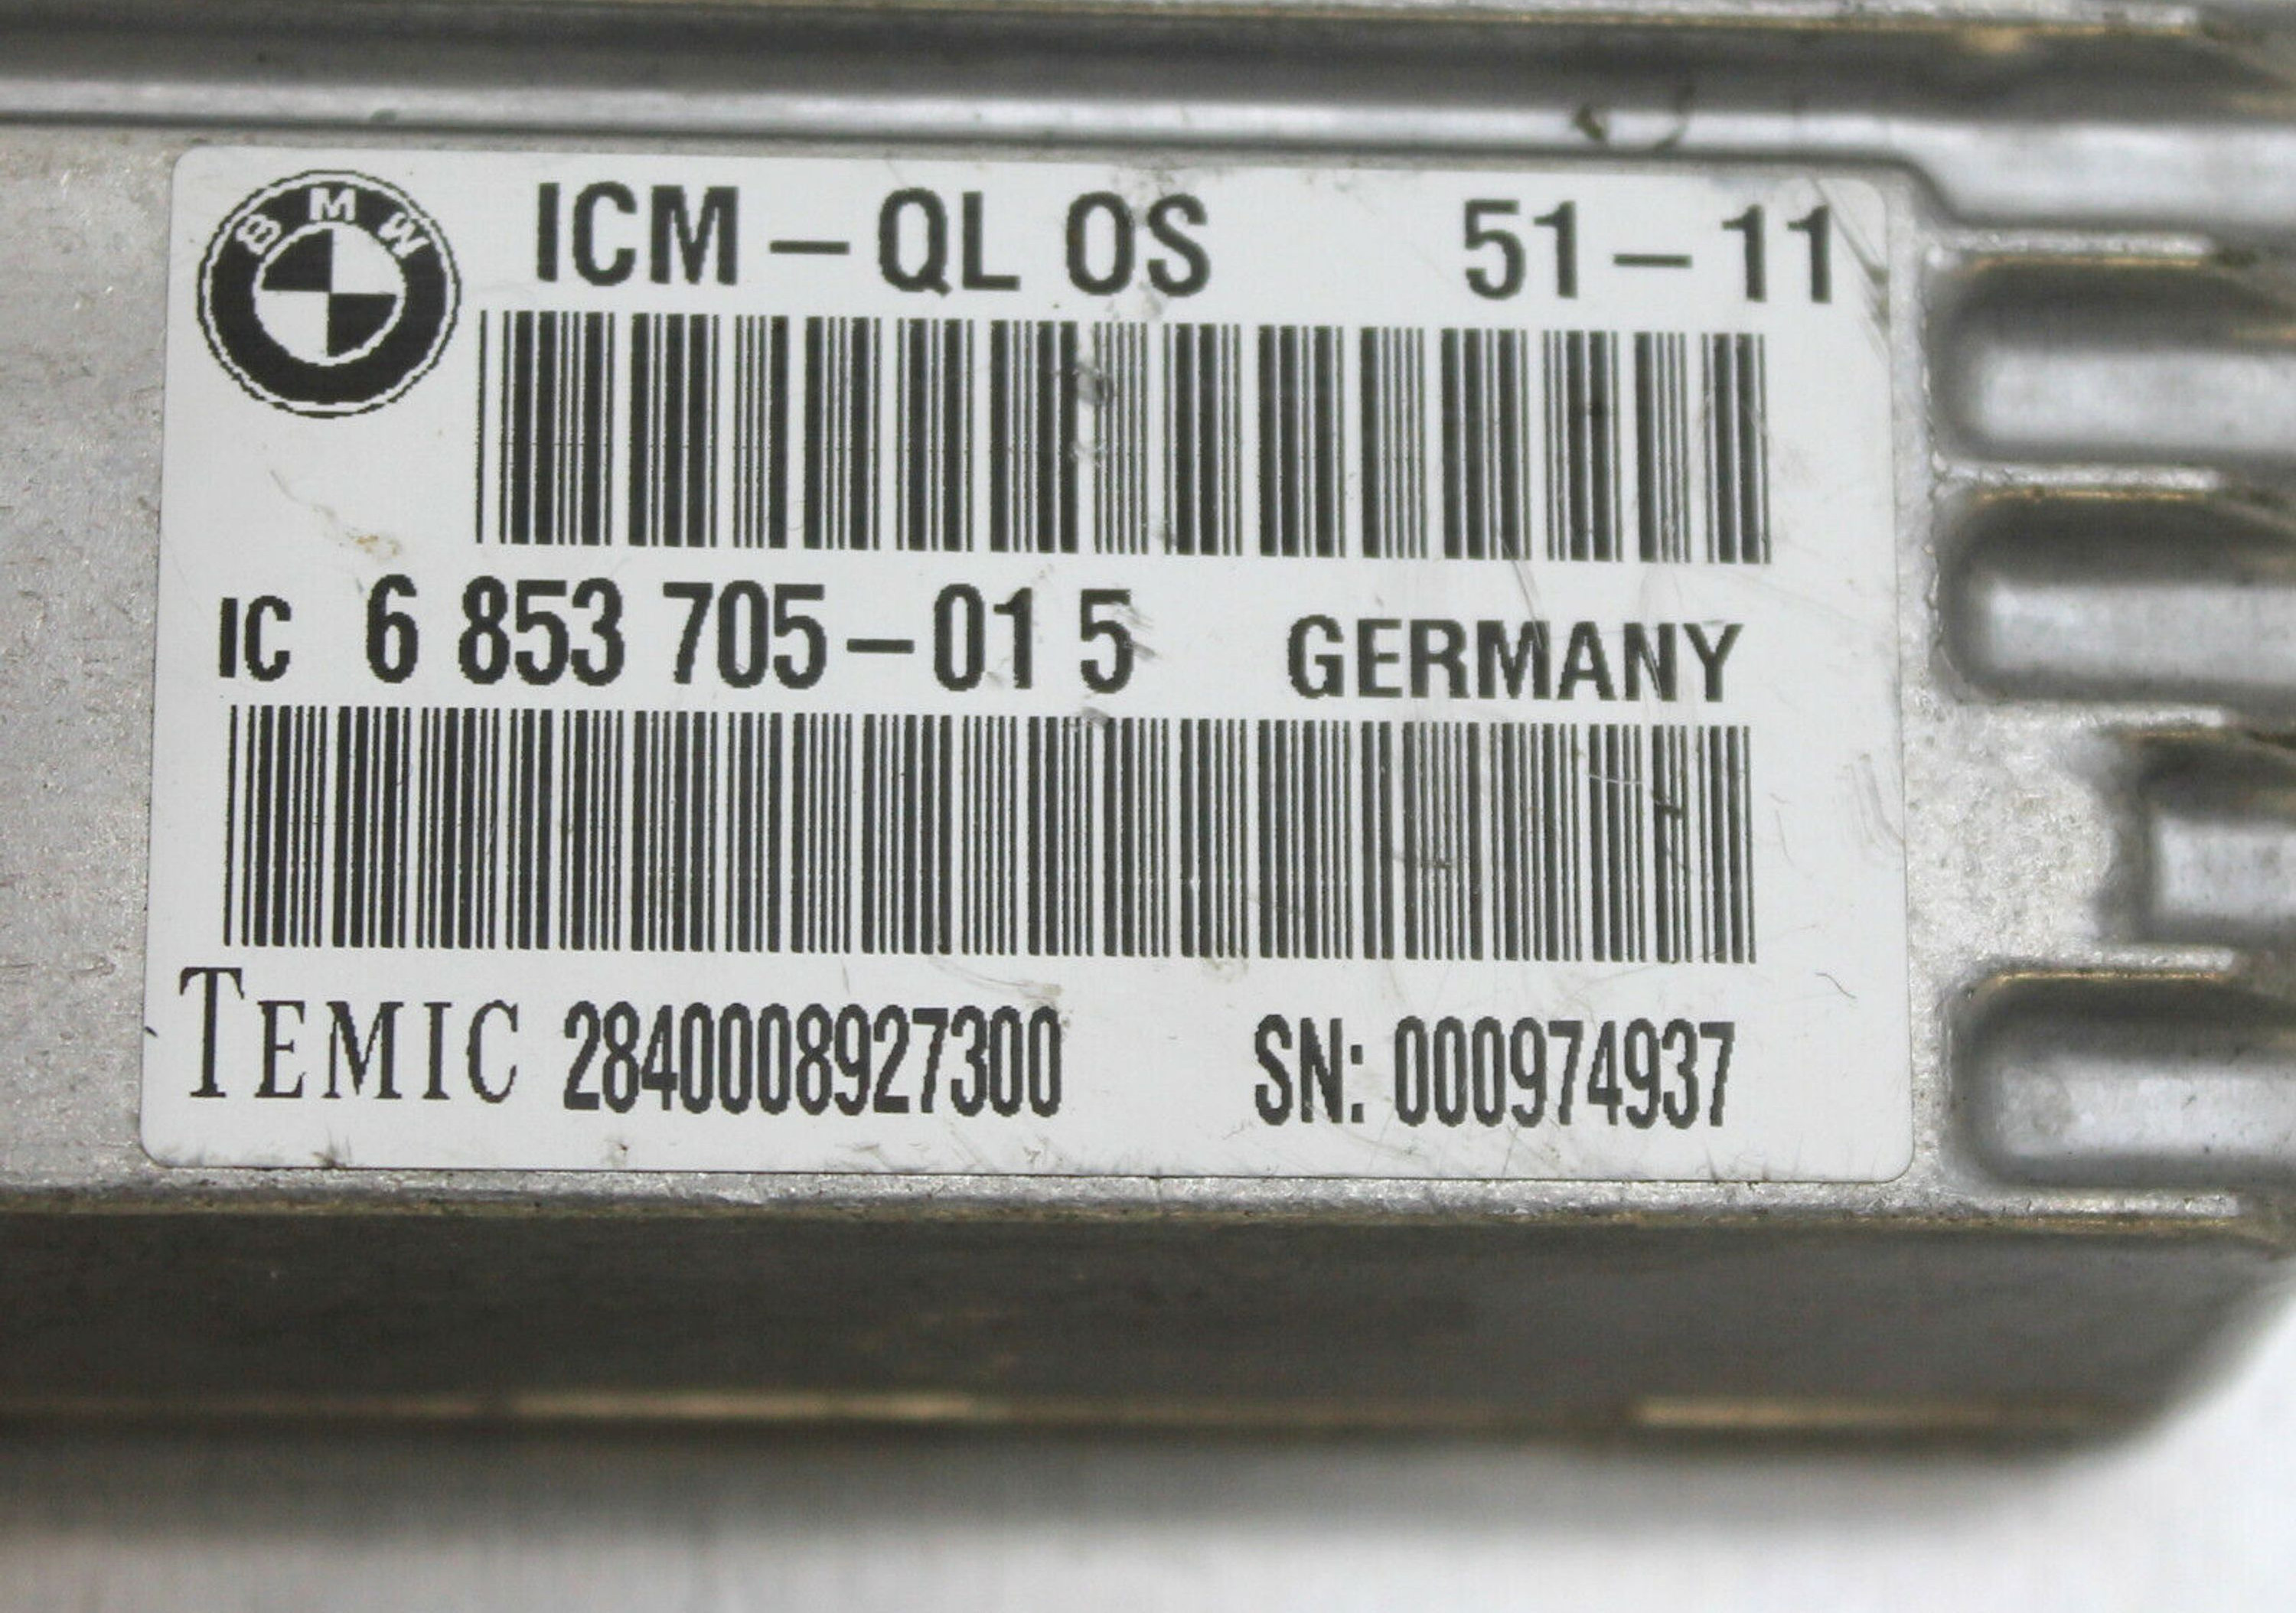 BMW
ICM – QL OS 51 – 11
IC 6 853 705 – 01 5 GERMANY
TEMIC 2840008927300 SN: 000974937